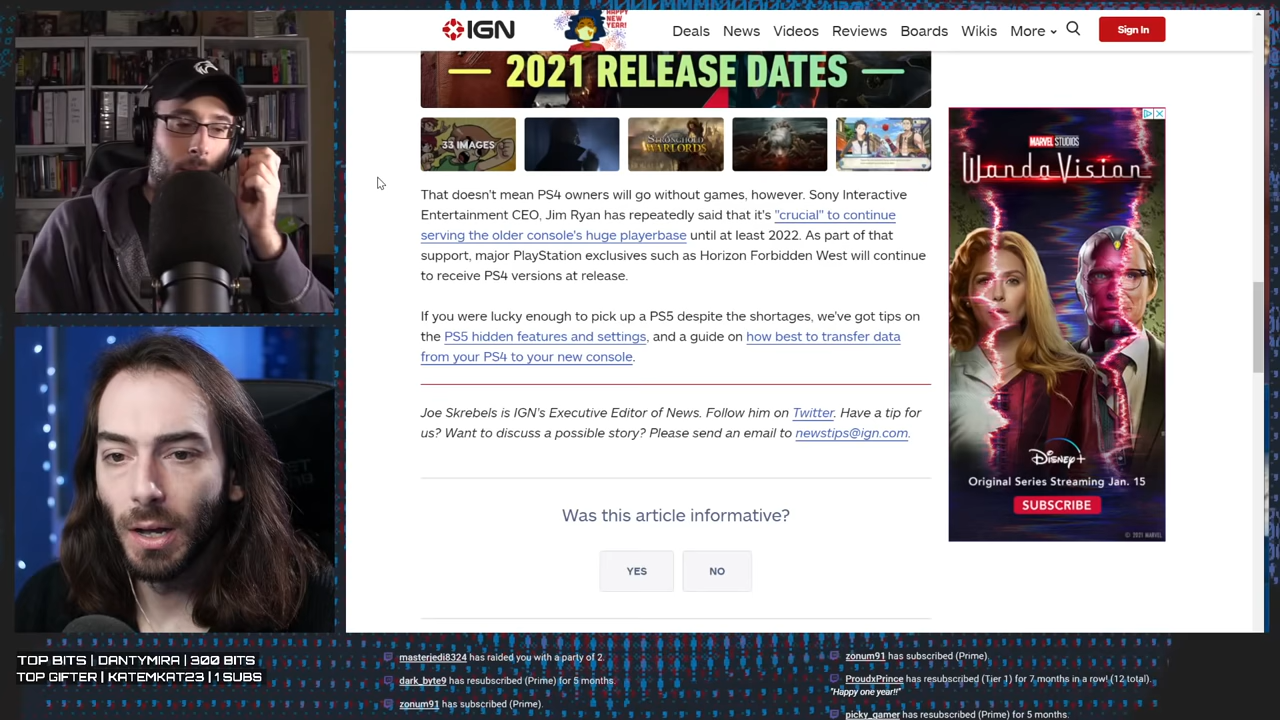 IGN
HAPPY
NEW
YEAR!
Deals News Videos Reviews Boards Wikis More
Sign In
2021 RELEASE DATES
33 IMAGES
STRONGHOLD
WARLORDS
That doesn't mean PS4 owners will go without games, however. Sony Interactive
Entertainment CEO, Jim Ryan has repeatedly said that it's "crucial" to continue
serving the older console's huge playerbase until at least 2022. As part of that
support, major PlayStation exclusives such as Horizon Forbidden West will continue
to receive PS4 versions at release.
If you were lucky enough to pick up a PS5 despite the shortages, we've got tips on
the PS5 hidden features and settings, and a guide on how best to transfer data
from your PS4 to your new console.
Joe Skrebels is IGN's Executive Editor of News. Follow him on Twitter. Have a tip for
us? Want to discuss a possible story? Please send an email to newstips@ign.com.
Was this article informative?
YES NO
MARVEL STUDIOS
WandaVision
Disney+
Original Series Streaming Jan. 15
SUBSCRIBE
© 2021 MARVEL
TOP BITS | DANTYMIRA | 300 BITS
TOP GIFTER | KATEMKAT23 | 1 SUBS
masterjedi8324 has raided you with a party of 2.
dark_byte9 has resubscribed (Prime) for 5 months.
zonum91 has subscribed (Prime).
zonum91 has subscribed (Prime).
ProudxPrince has resubscribed (Tier 1) for 7 months in a row! (12 total).
"Happy one year!!"
picky_gamer has resubscribed (Prime) for 5 months.